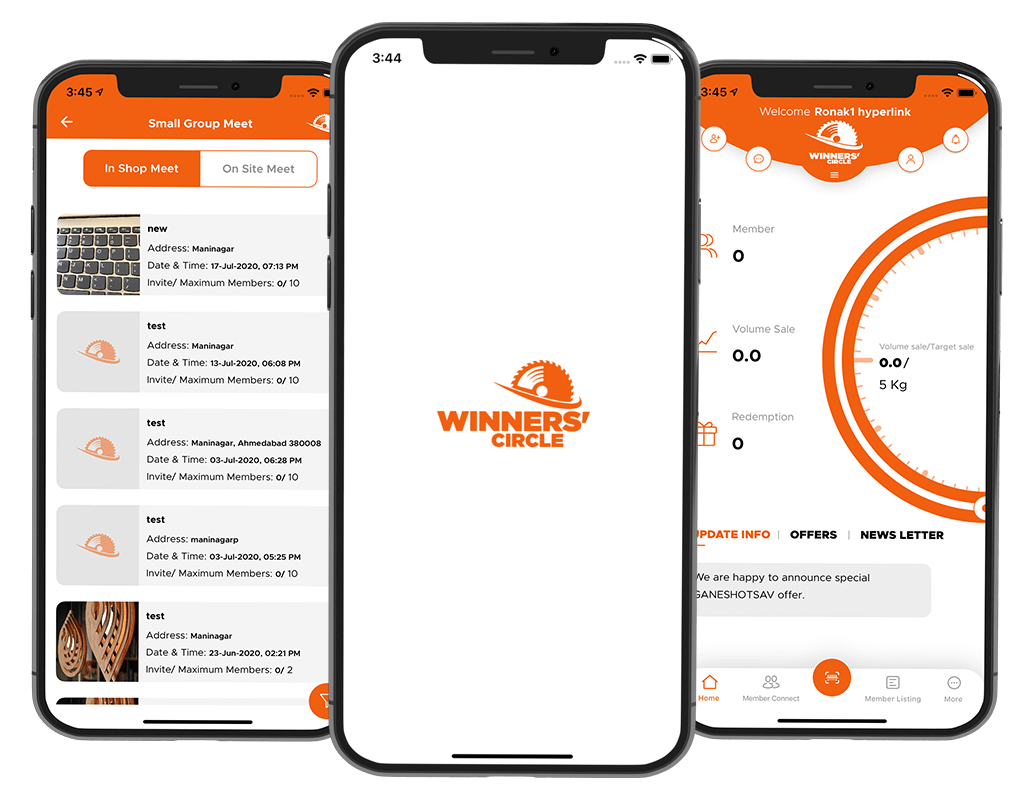 3:45
Small Group Meet
In Shop Meet
On Site Meet
new
Address: Maninagar
Date & Time: 17-Jul-2020, 07:13 PM
Invite/ Maximum Members: 0/ 10
test
Address: Maninagar
Date & Time: 13-Jul-2020, 06:08 PM
Invite/ Maximum Members: 0/ 10
test
Address: Maninagar, Ahmedabad 380008
Date & Time: 03-Jul-2020, 06:28 PM
Invite/ Maximum Members: 0/ 10
test
Address: maninagarp
Date & Time: 03-Jul-2020, 05:25 PM
Invite/ Maximum Members: 0/ 10
test
Address: Maninagar
Date & Time: 23-Jun-2020, 02:21 PM
Invite/ Maximum Members: 0/ 2
3:44
WINNERS'
CIRCLE
3:45
Welcome Ronak1 hyperlink
WINNERS'
CIRCLE
Member
0
Volume Sale
0.0
Volume sale/Target sale
0.0/
5 Kg
Redemption
0
UPDATE INFO | OFFERS | NEWS LETTER
We are happy to announce special
GANESHOTSAV offer.
Home
Member Connect
Member Listing
More